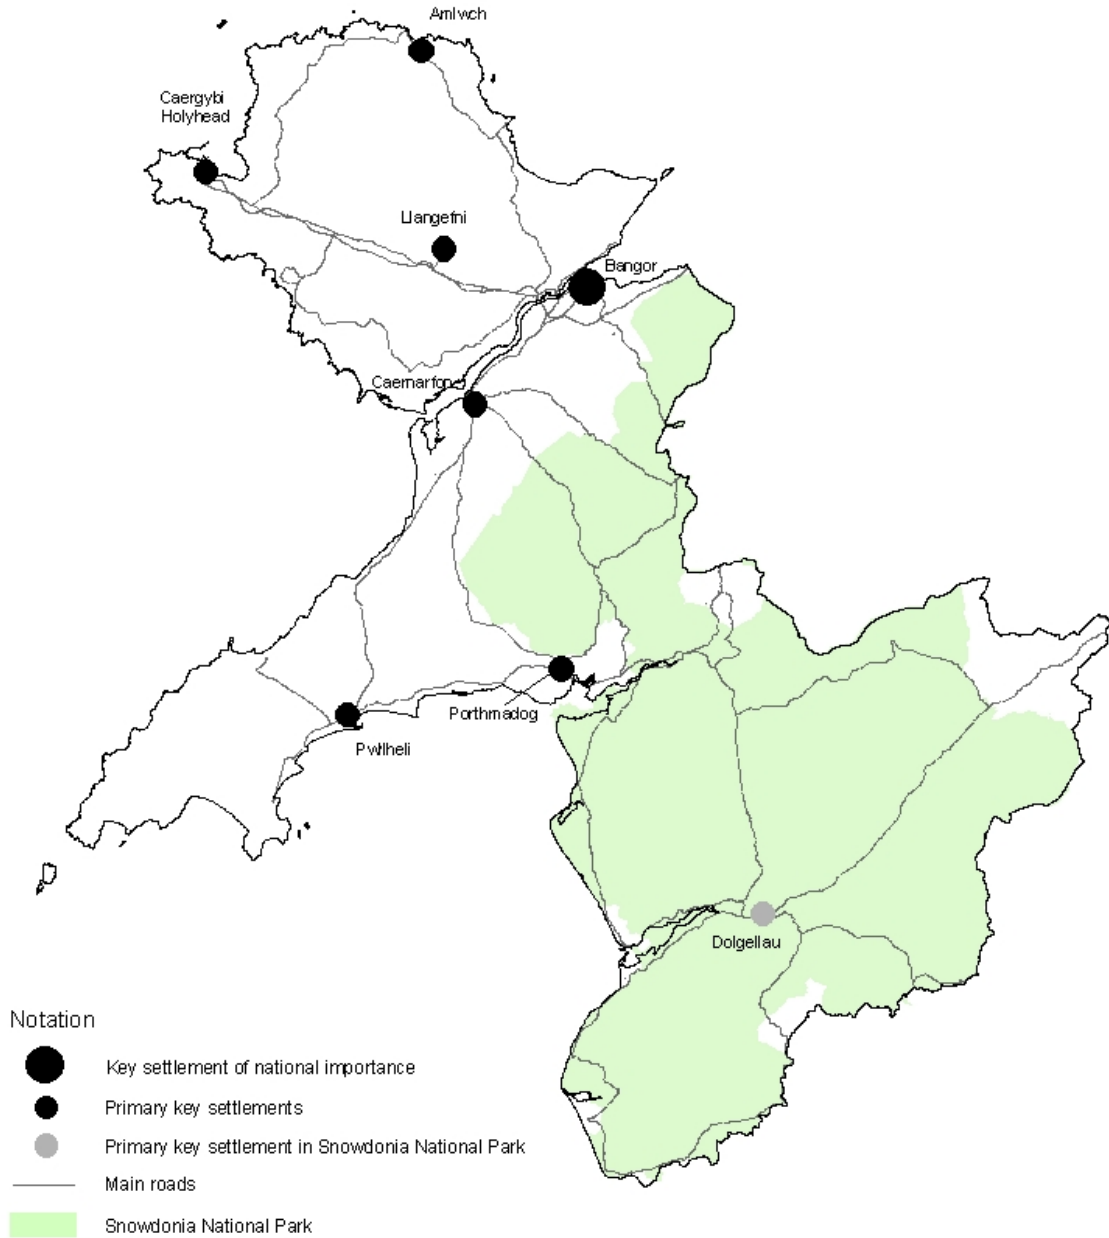 Amlwch
Caergybi
Holyhead
Llangefni
Bangor
Caernarfon
Porthmadog
Pwllheli
Dolgellau
Notation
Key settlement of national importance
Primary key settlements
Primary key settlement in Snowdonia National Park
Main roads
Snowdonia National Park